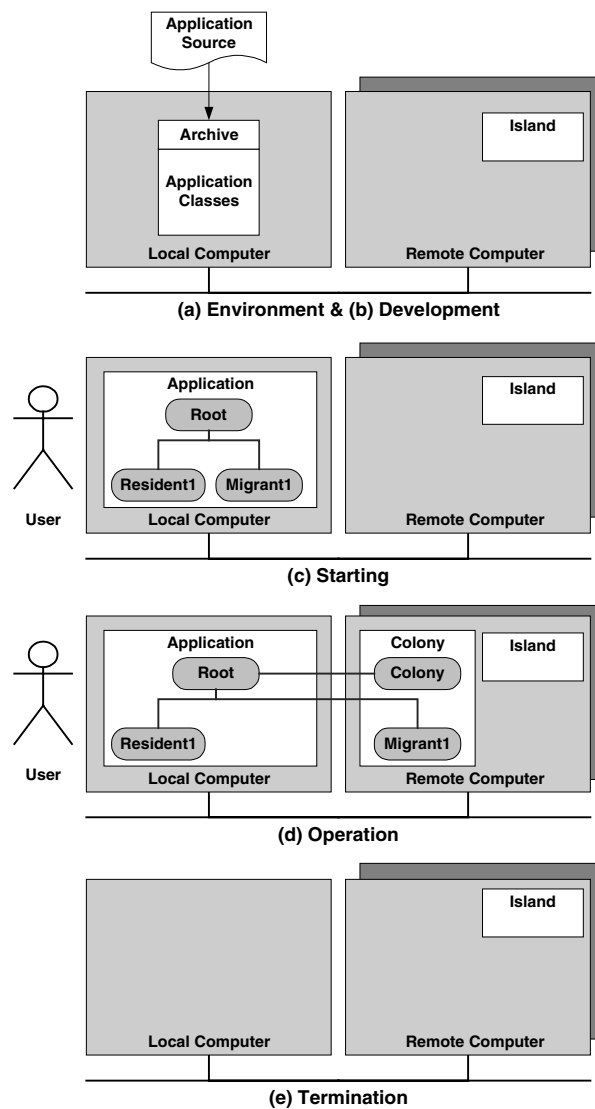 Application
Source
Archive
Application
Classes
Island
Local Computer
Remote Computer
(a) Environment & (b) Development
Application
Root
Resident1
Migrant1
Island
User
Local Computer
Remote Computer
(c) Starting
Application
Root
Resident1
Colony
Colony
Migrant1
Island
User
Local Computer
Remote Computer
(d) Operation
Island
Local Computer
Remote Computer
(e) Termination